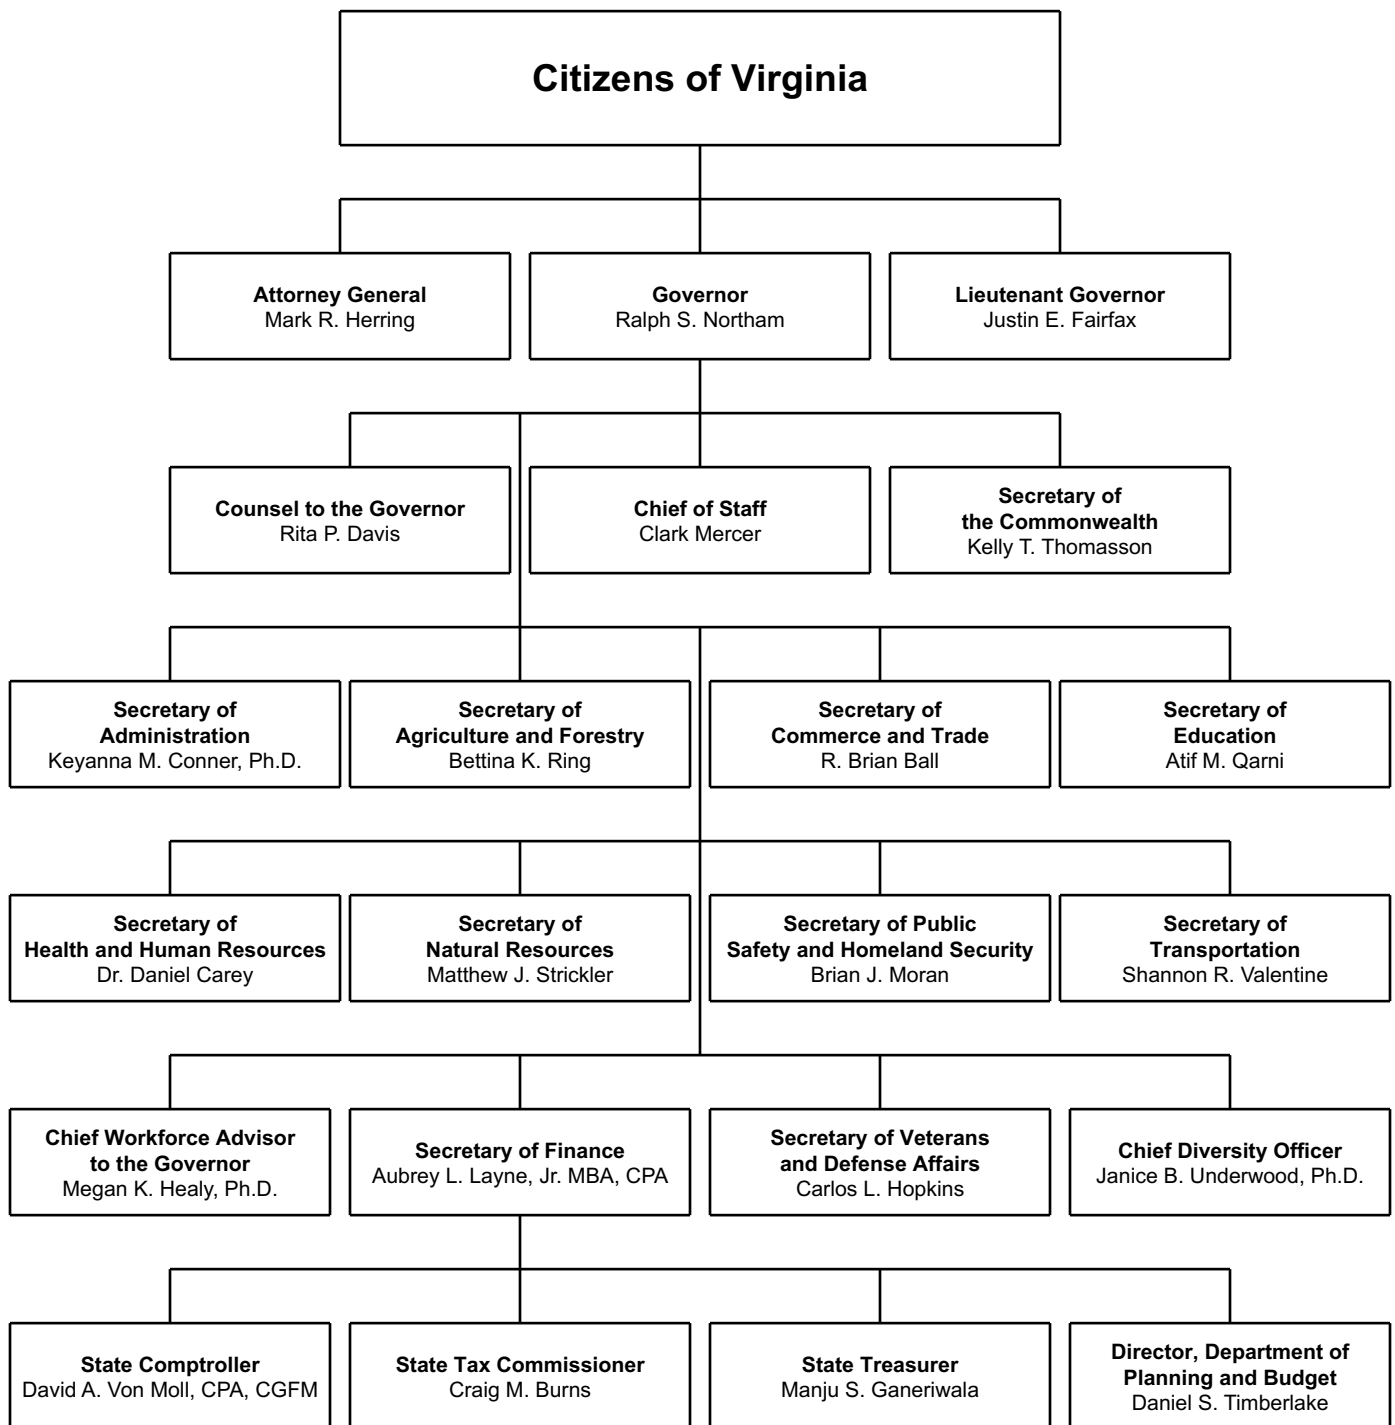 Citizens of Virginia
Attorney General
Mark R. Herring
Governor
Ralph S. Northam
Lieutenant Governor
Justin E. Fairfax
Counsel to the Governor
Rita P. Davis
Chief of Staff
Clark Mercer
Secretary of
the Commonwealth
Kelly T. Thomasson
Secretary of
Administration
Keyanna M. Conner, Ph.D.
Secretary of
Agriculture and Forestry
Bettina K. Ring
Secretary of
Commerce and Trade
R. Brian Ball
Secretary of
Education
Atif M. Qarni
Secretary of
Health and Human Resources
Dr. Daniel Carey
Secretary of
Natural Resources
Matthew J. Strickler
Secretary of Public
Safety and Homeland Security
Brian J. Moran
Secretary of
Transportation
Shannon R. Valentine
Chief Workforce Advisor
to the Governor
Megan K. Healy, Ph.D.
Secretary of Finance
Aubrey L. Layne, Jr. MBA, CPA
Secretary of Veterans
and Defense Affairs
Carlos L. Hopkins
Chief Diversity Officer
Janice B. Underwood, Ph.D.
State Comptroller
David A. Von Moll, CPA, CGFM
State Tax Commissioner
Craig M. Burns
State Treasurer
Manju S. Ganeriwala
Director, Department of
Planning and Budget
Daniel S. Timberlake